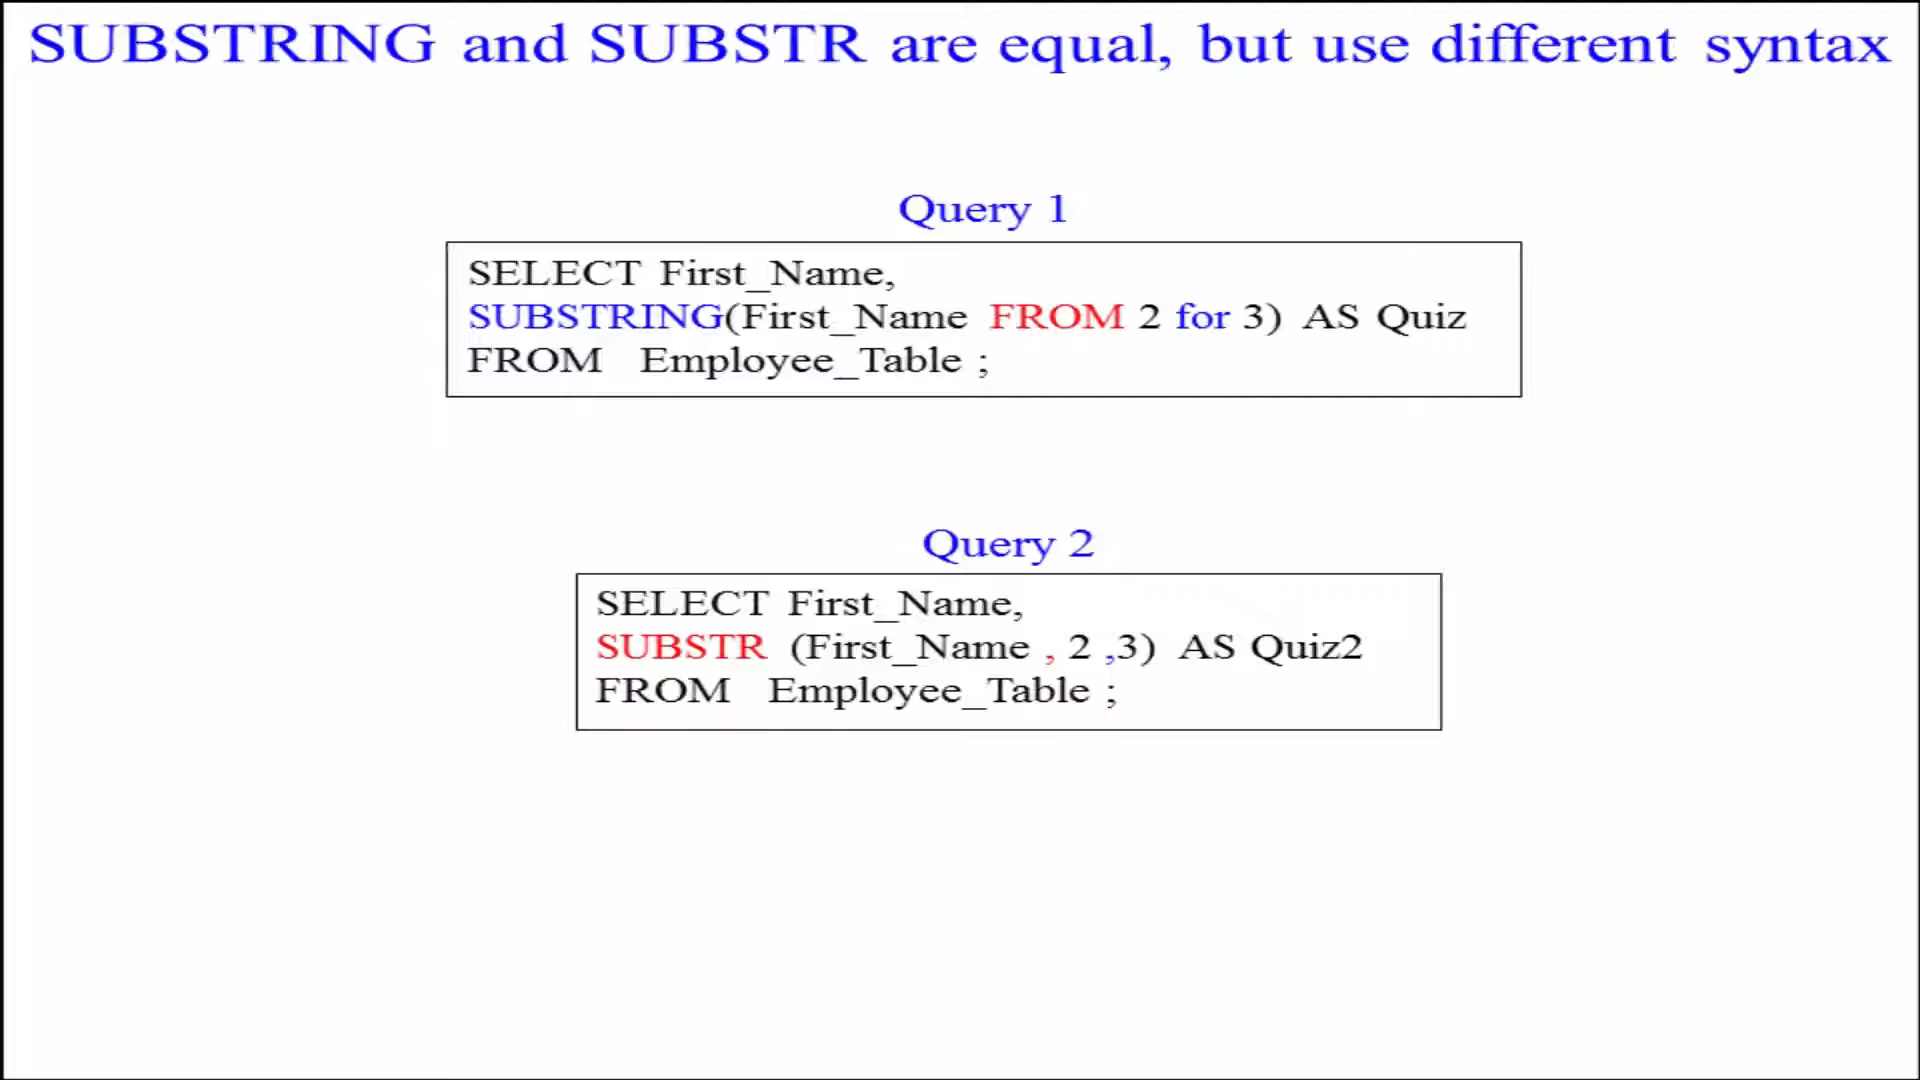 SUBSTRING and SUBSTR are equal, but use different syntax
Query 1
SELECT First_Name,
SUBSTRING(First_Name FROM 2 for 3) AS Quiz
FROM Employee_Table ;
Query 2
SELECT First_Name,
SUBSTR (First_Name , 2 ,3) AS Quiz2
FROM Employee_Table ;